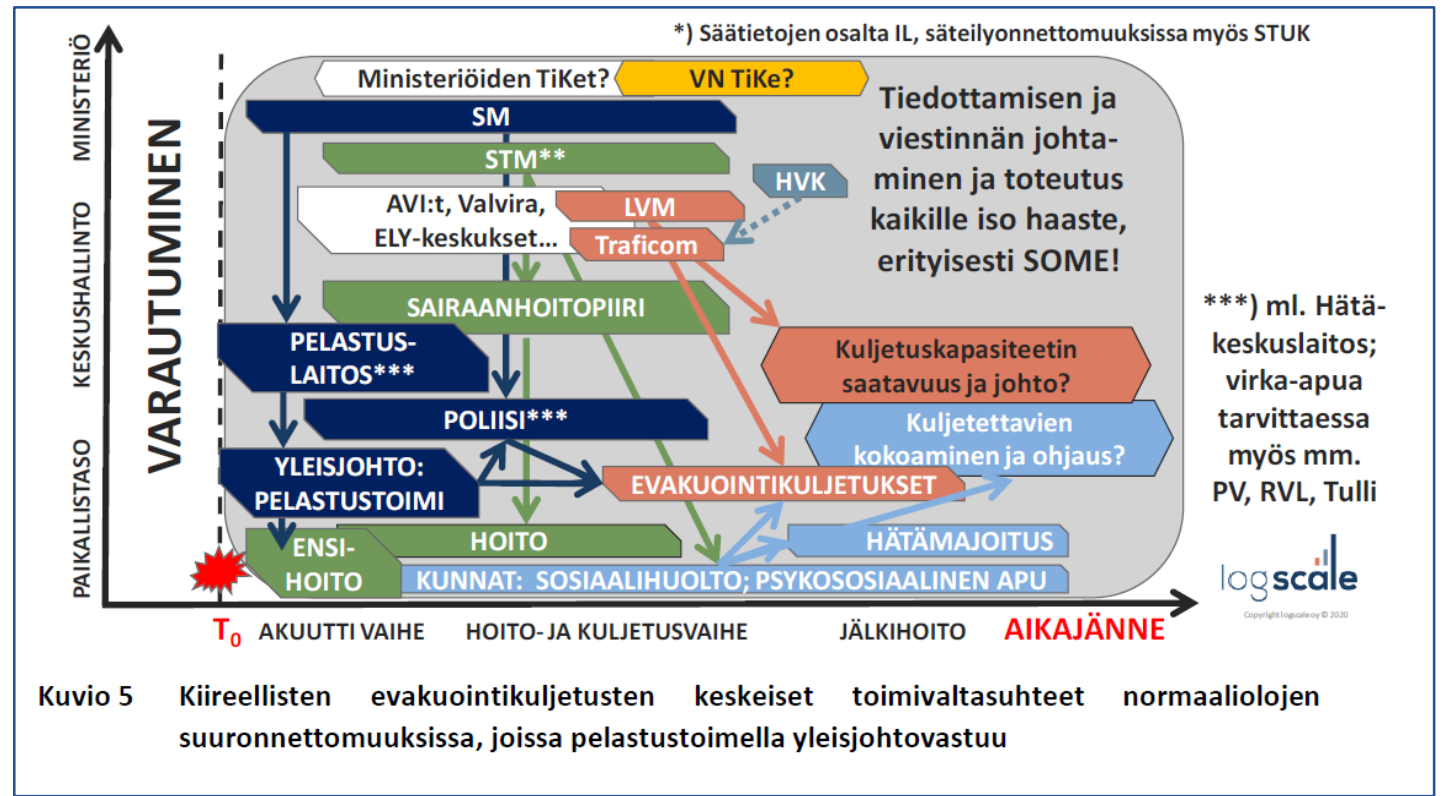 *) Säätietojen osalta IL, säteilyonnettomuuksissa myös STUK
MINISTERIÖ
KESKUSHALLINTO
PAIKALLISTASO
VARAUTUMINEN
Ministeriöiden TiKet?
VN TiKe?
SM
STM**
HVK
AVI:t, Valvira,
ELY-keskukset...
LVM
Traficom
Tiedottamisen ja
viestinnän johta-
minen ja toteutus
kaikille iso haaste,
erityisesti SOME!
SAIRAANHOITOPIIRI
PELASTUS-
LAITOS***
Kuljetuskapasiteetin
saatavuus ja johto?
POLIISI***
Kuljetettavien
kokoaminen ja ohjaus?
YLEISJOHTO:
PELASTUSTOIMI
EVAKUOINTIKULJETUKSET
ENSI-
HOITO
HOITO
HÄTÄMAJOITUS
KUNNAT: SOSIAALIHUOLTO; PSYKOSOSIAALINEN APU
***) ml. Hätä-
keskuslaitos;
virka-apua
tarvittaessa
myös mm.
PV, RVL, Tulli
logscale
Copyright logscale oy © 2020
T0 AKUUTTI VAIHE HOITO- JA KULJETUSVAIHE JÄLKIHOITO AIKAJÄNNE
Kuvio 5 Kiireellisten evakuointikuljetusten keskeiset toimivaltasuhteet normaaliolojen
suuronnettomuuksissa, joissa pelastustoimella yleisjohtovastuu